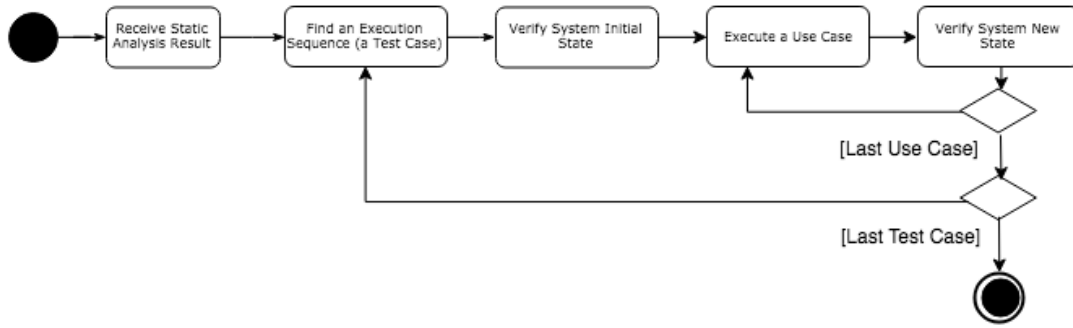 Receive Static
Analysis Result
Find an Execution
Sequence (a Test Case)
Verify System Initial
State
Execute a Use Case
Verify System New
State
[Last Use Case]
[Last Test Case]